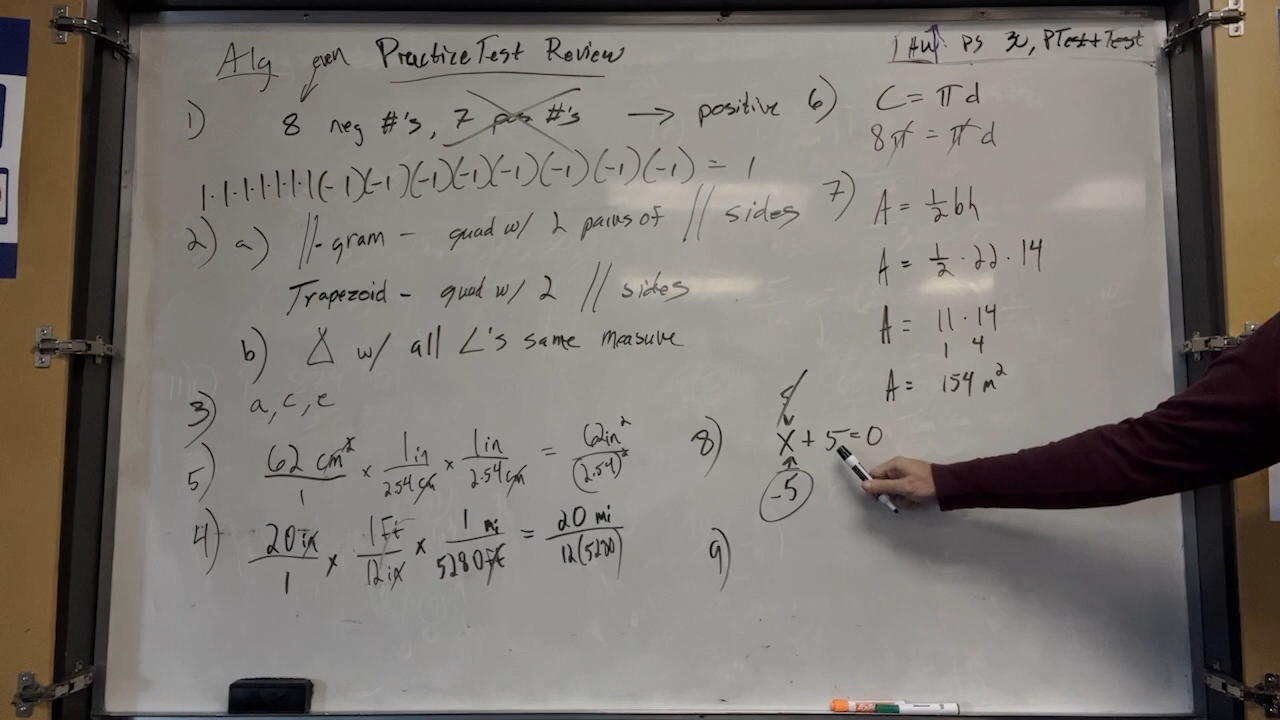 Alg Practice Test Review
even
1) 8 neg #'s, 7 pos #'s → positive
1·1·1·1·1·1·1(-1)(-1)(-1)(-1)(-1)(-1)(-1)(-1) = 1
2) a) //-gram - quad w/ 2 pairs of // sides
Trapezoid - quad w/ 2 // sides
b) △ w/ all ∠'s same measure
3) a, c, e
5) 62 cm²/1 × 1 in/2.54 cm × 1 in/2.54 cm = 62 in²/(2.54)²
4) 20 in/1 × 1 Ft/12 in × 1 mi/5280 ft = 20 mi/12(5280)
PS 30, PTest+Test
6) C = πd
8π = πd
7) A = ½bh
A = ½·22·14
A = 11·14
1 4
A = 154 m²
8) x + 5 = 0
-5
9)